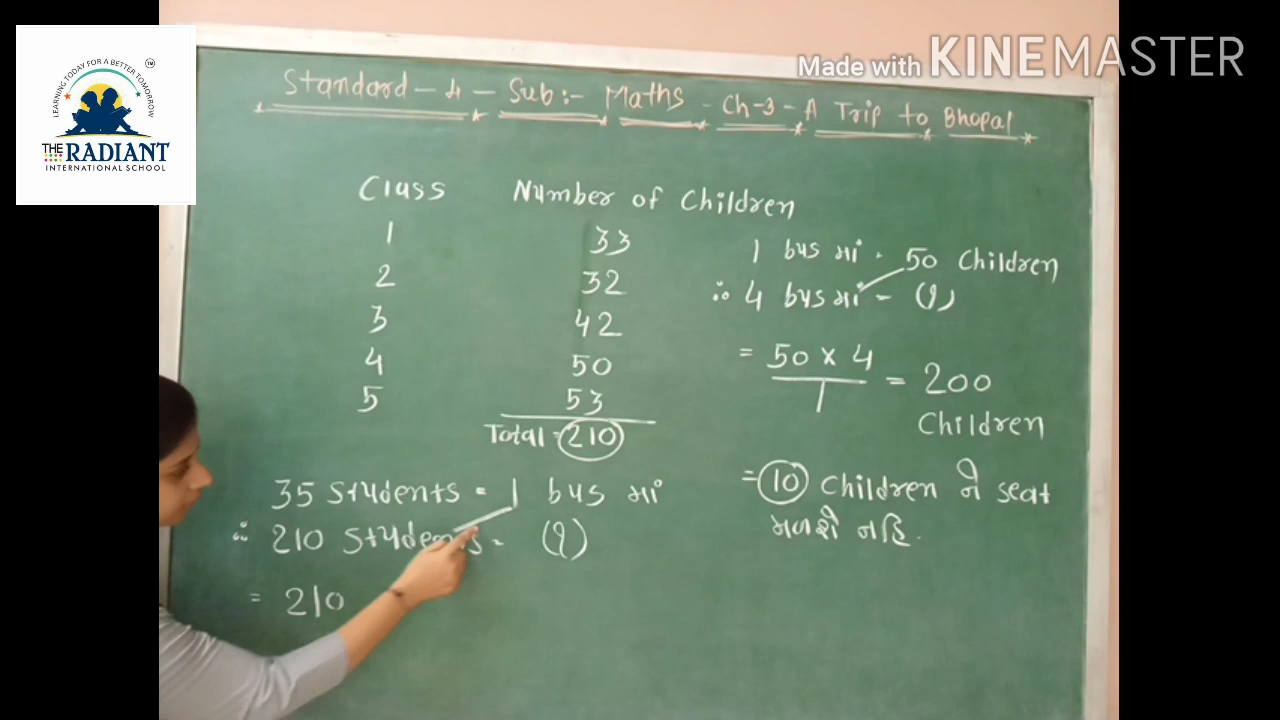 LEARNING TODAY FOR A BETTER TOMORROW
TM
THE RADIANT
INTERNATIONAL SCHOOL
Made with KINEMASTER
Standard - 4 - Sub:- Maths - Ch-3 - A Trip to Bhopal
Class Number of Children
1 33
2 32
3 42
4 50
5 53
Total = 210
35 Students = 1 bus માં
∴ 210 Students = (?)
= 210
1 bus માં = 50 Children
∴ 4 bus માં = (?)
= 50 x 4 / 1 = 200
Children
= 10 Children ને seat
મળશે નહિ.